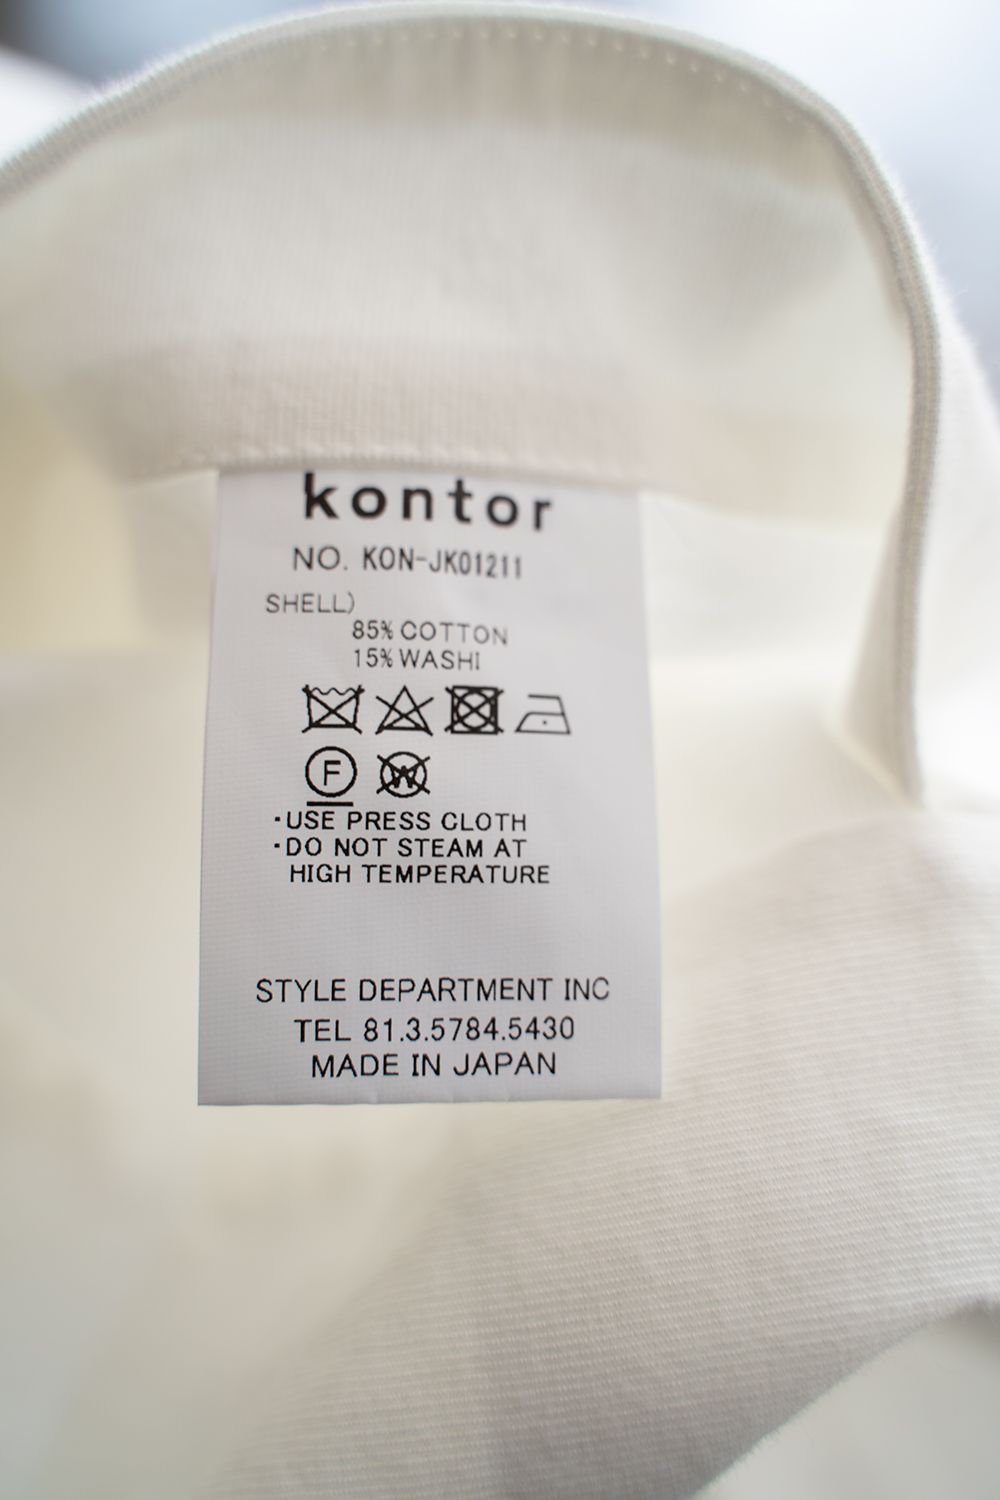 kontor
NO. KON-JK01211
SHELL)
85% COTTON
15% WASHI
F W
·USE PRESS CLOTH
·DO NOT STEAM AT
HIGH TEMPERATURE
STYLE DEPARTMENT INC
TEL 81.3.5784.5430
MADE IN JAPAN